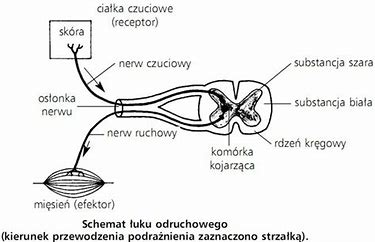 ciałka czuciowe
(receptor)
skóra
nerw czuciowy
substancja szara
osłonka
nerwu
substancja biała
nerw ruchowy
rdzeń kręgowy
komórka
kojarząca
mięsień (efektor)
Schemat łuku odruchowego
(kierunek przewodzenia podrażnienia zaznaczono strzałką).